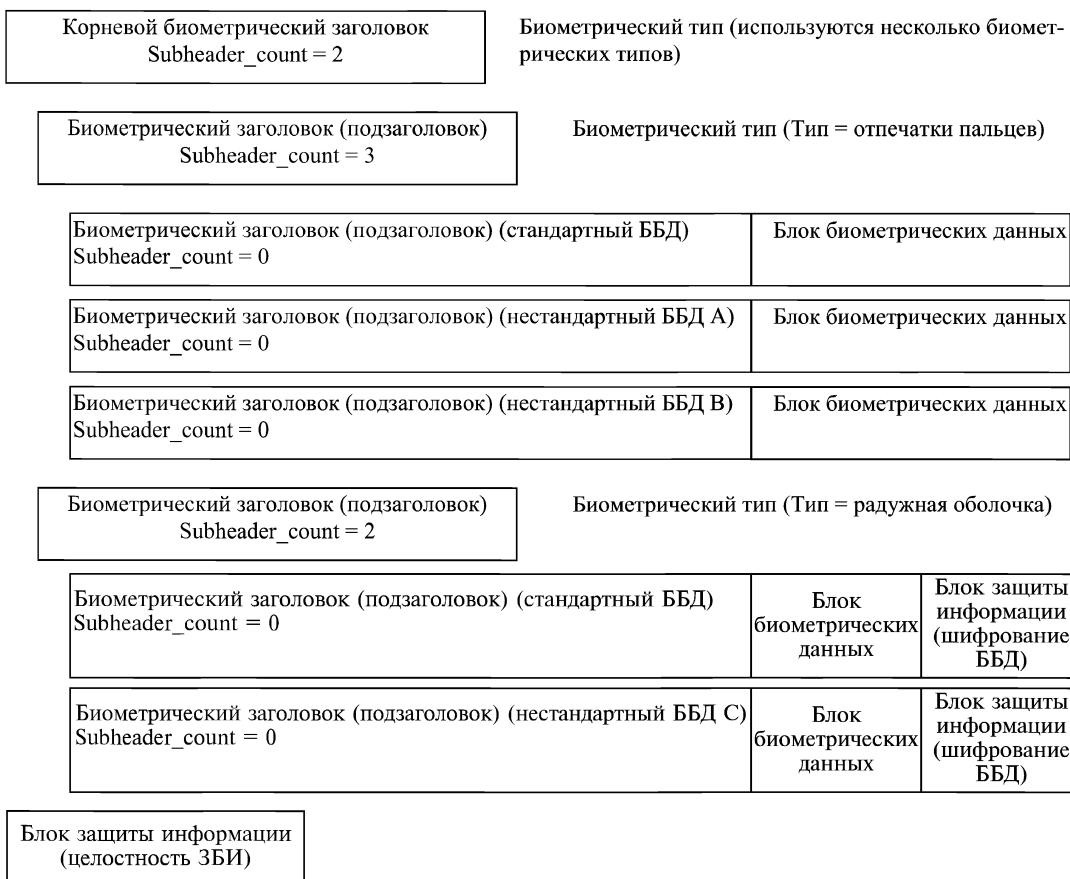 Корневой биометрический заголовок
Subheader_count = 2
Биометрический тип (используются несколько биомет-
рических типов)
Биометрический заголовок (подзаголовок)
Subheader_count = 3
Биометрический тип (Тип = отпечатки пальцев)
Биометрический заголовок (подзаголовок) (стандартный ББД)
Subheader_count = 0
Блок биометрических данных
Биометрический заголовок (подзаголовок) (нестандартный ББД А)
Subheader_count = 0
Блок биометрических данных
Биометрический заголовок (подзаголовок) (нестандартный ББД В)
Subheader_count = 0
Блок биометрических данных
Биометрический заголовок (подзаголовок)
Subheader_count = 2
Биометрический тип (Тип = радужная оболочка)
Биометрический заголовок (подзаголовок) (стандартный ББД)
Subheader_count = 0
Блок
биометрических
данных
Блок защиты
информации
(шифрование
ББД)
Биометрический заголовок (подзаголовок) (нестандартный ББД С)
Subheader_count = 0
Блок
биометрических
данных
Блок защиты
информации
(шифрование
ББД)
Блок защиты информации
(целостность ЗБИ)